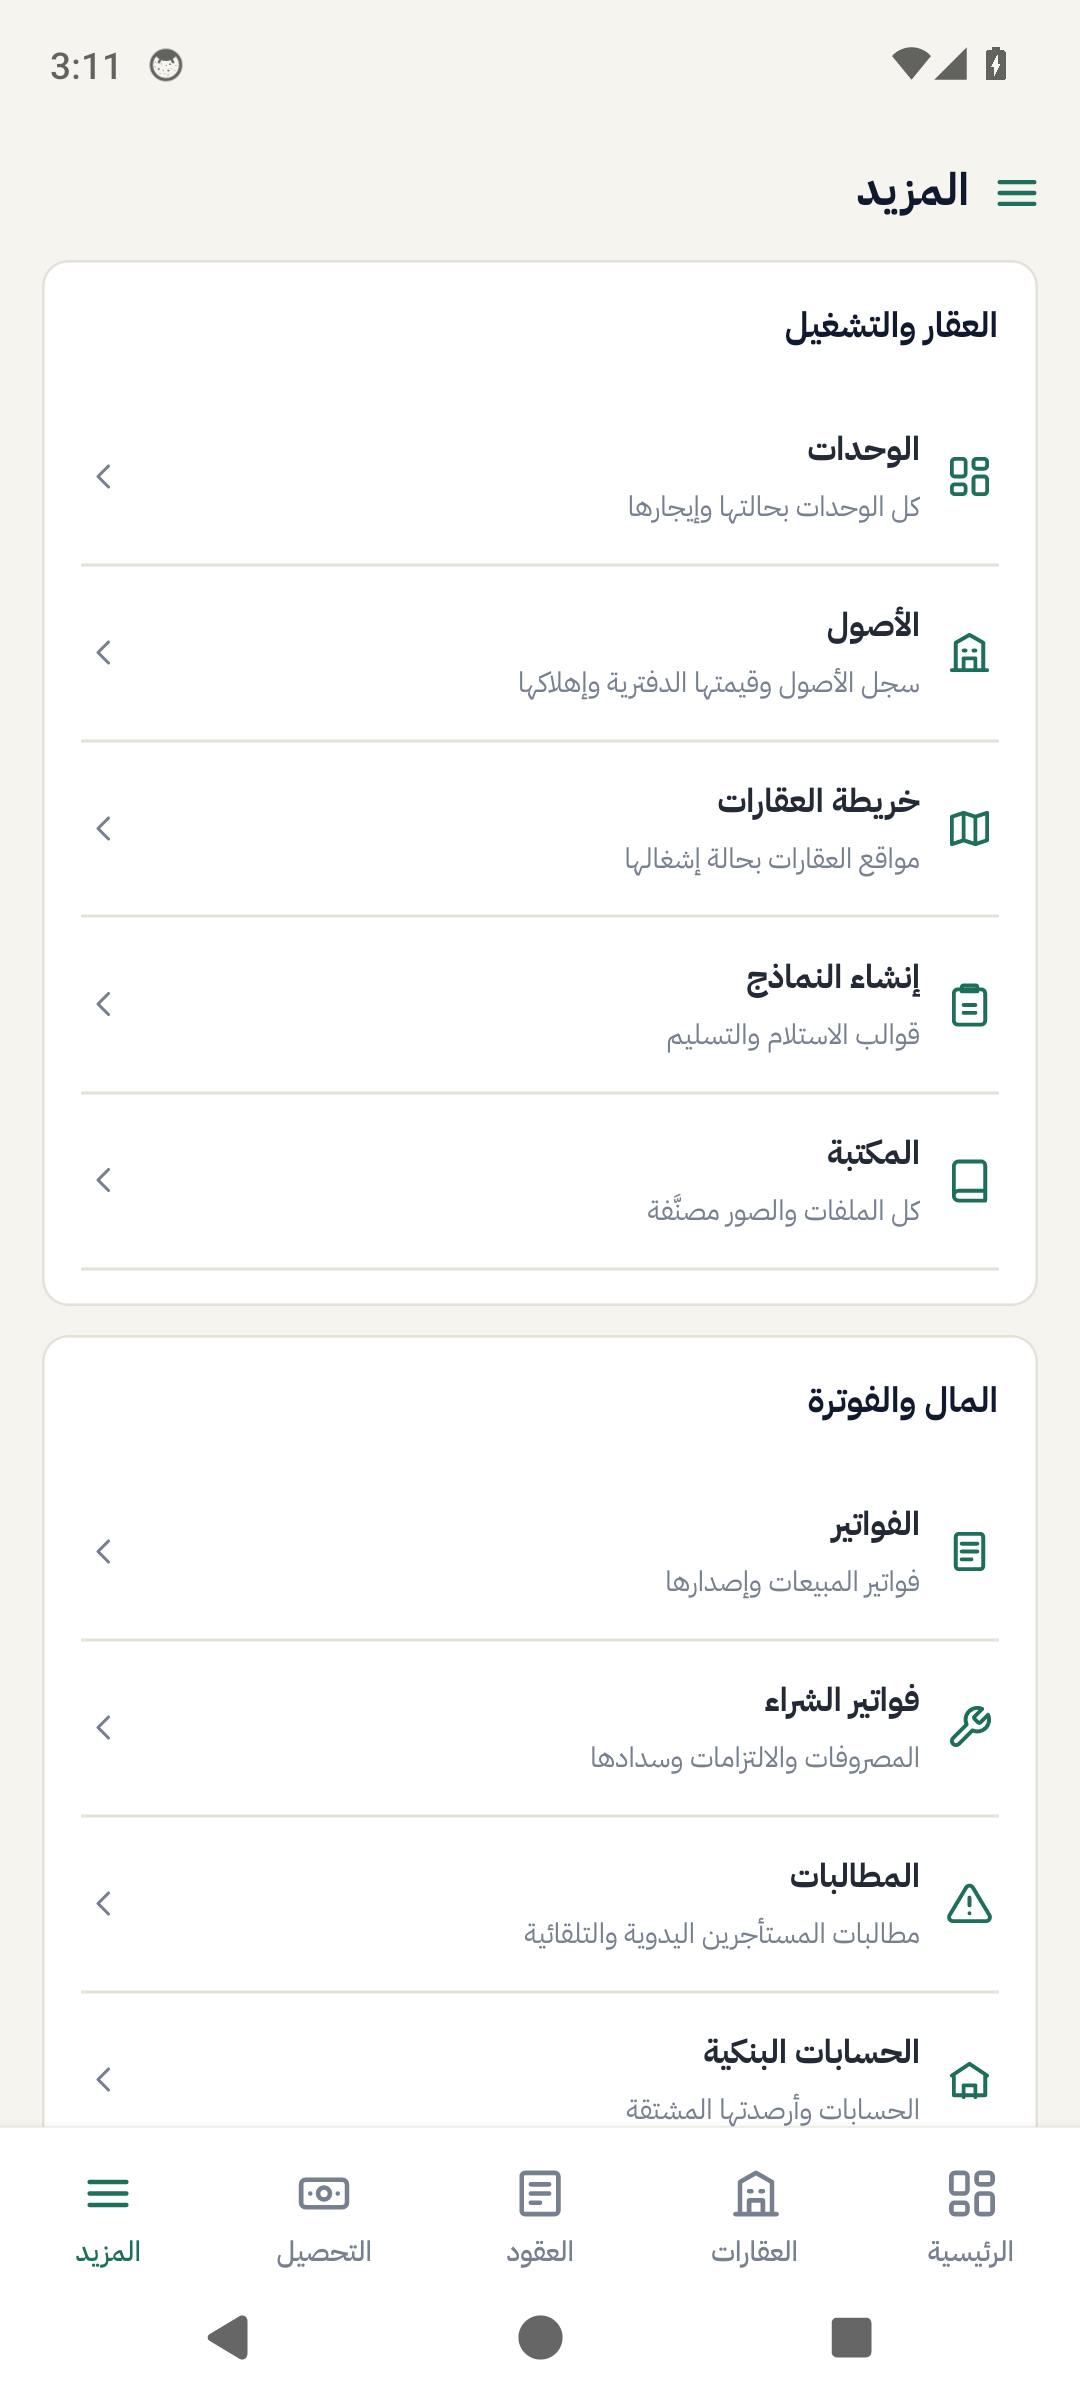 3:11
المزيد
العقار والتشغيل
الوحدات
كل الوحدات بحالتها وإيجارها
الأصول
سجل الأصول وقيمتها الدفترية وإهلاكها
خريطة العقارات
مواقع العقارات بحالة إشغالها
إنشاء النماذج
قوالب الاستلام والتسليم
المكتبة
كل الملفات والصور مصنَّفة
المال والفوترة
الفواتير
فواتير المبيعات وإصدارها
فواتير الشراء
المصروفات والالتزامات وسدادها
المطالبات
مطالبات المستأجرين اليدوية والتلقائية
الحسابات البنكية
الحسابات وأرصدتها المشتقة
الرئيسية
العقارات
العقود
التحصيل
المزيد